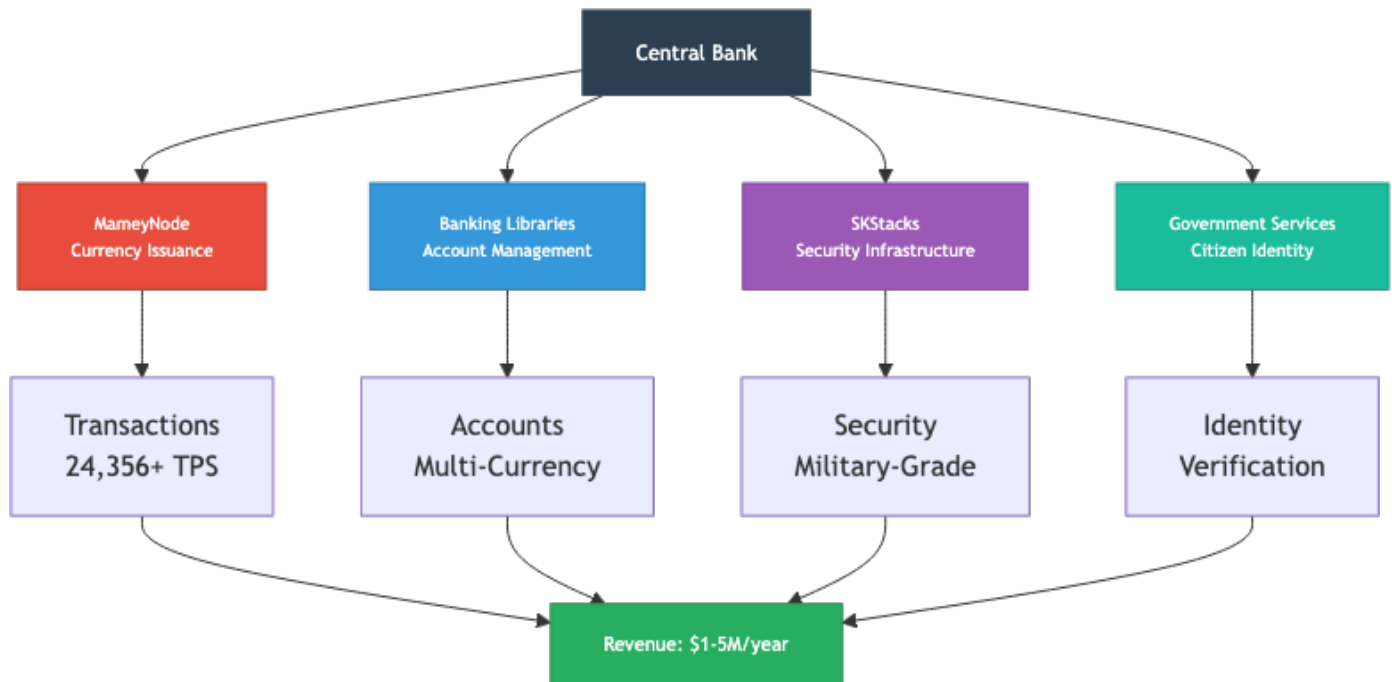 Central Bank
MameyNode
Currency Issuance
Banking Libraries
Account Management
SKStacks
Security Infrastructure
Government Services
Citizen Identity
Transactions
24,356+ TPS
Accounts
Multi-Currency
Security
Military-Grade
Identity
Verification
Revenue: $1-5M/year